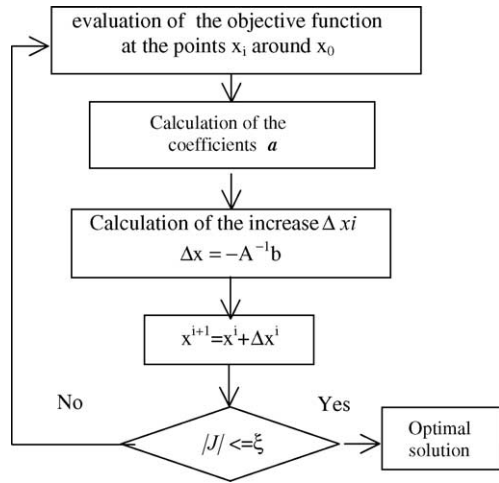 evaluation of the objective function
at the points x_i around x_0
Calculation of the
coefficients a
Calculation of the increase Δ xi
Δx = −A⁻¹b
x^{i+1}=x^i+Δx^i
No
Yes
|J| <=ξ
Optimal
solution